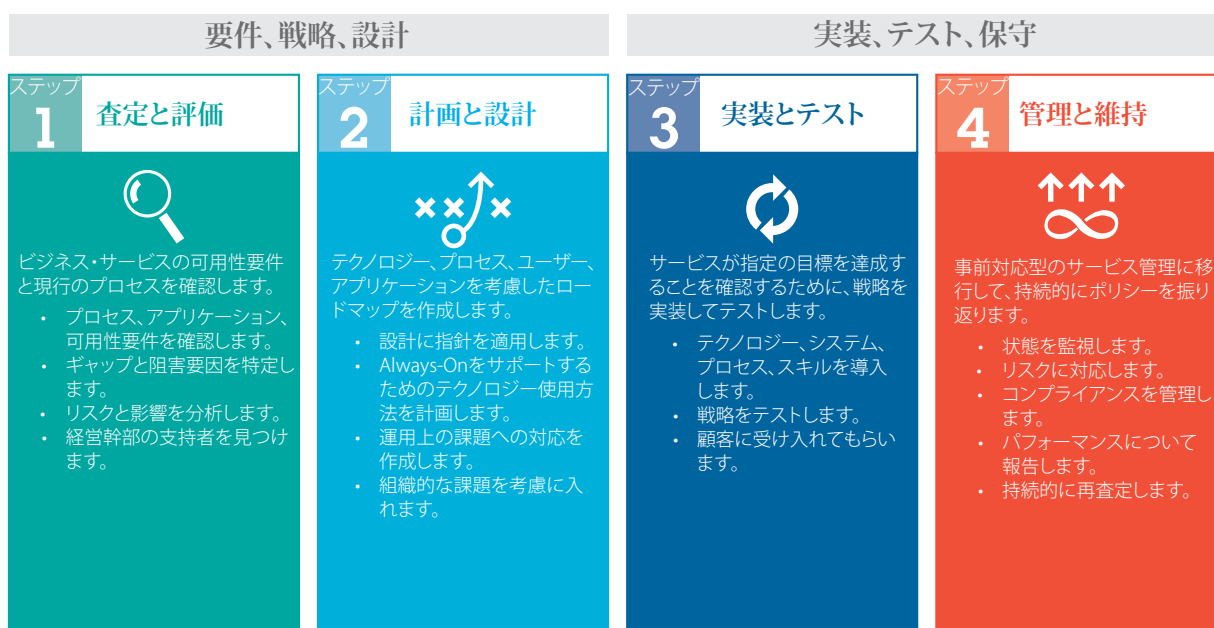 要件、戦略、設計
実装、テスト、保守
ステップ
1
査定と評価
ビジネス・サービスの可用性要件
と現行のプロセスを確認します。
• プロセス、アプリケーション、
可用性要件を確認します。
• ギャップと阻害要因を特定し
ます。
• リスクと影響を分析します。
• 経営幹部の支持者を見つけ
ます。
ステップ
2
計画と設計
テクノロジー、プロセス、ユーザー、
アプリケーションを考慮したロー
ドマップを作成します。
• 設計に指針を適用します。
• Always-Onをサポートする
ためのテクノロジー使用方
法を計画します。
• 運用上の課題への対応を
作成します。
• 組織的な課題を考慮に入
れます。
ステップ
3
実装とテスト
サービスが指定の目標を達成す
ることを確認するために、戦略を
実装してテストします。
• テクノロジー、システム、
プロセス、スキルを導入
します。
• 戦略をテストします。
• 顧客に受け入れてもらい
ます。
ステップ
4
管理と維持
事前対応型のサービス管理に移
行して、持続的にポリシーを振り
返ります。
• 状態を監視します。
• リスクに対応します。
• コンプライアンスを管理し
ます。
• パフォーマンスについて
報告します。
• 持続的に再査定します。